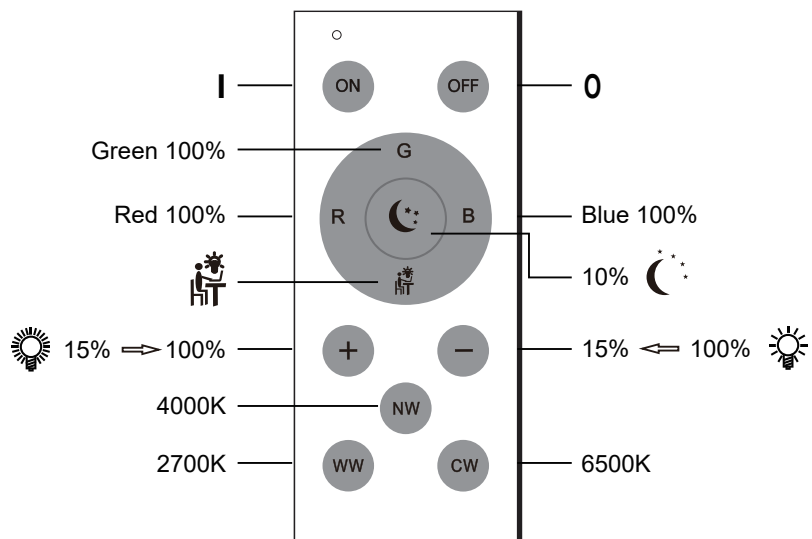 I ON OFF 0
Green 100% G
Red 100% R B Blue 100%
10%
15% 100% + − 15% 100%
4000K NW
2700K WW CW 6500K